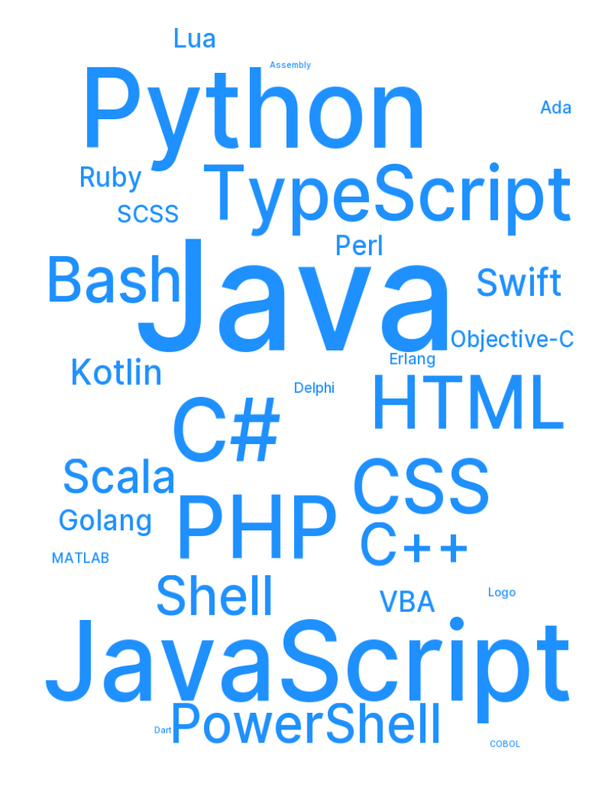 Lua
Assembly
Python
Ada
Ruby
TypeScript
SCSS
Perl
Bash
Java
Swift
Objective-C
Erlang
Kotlin
Delphi
HTML
C#
Scala
CSS
Golang
PHP
C++
MATLAB
Shell
VBA
Logo
JavaScript
PowerShell
Dart
COBOL